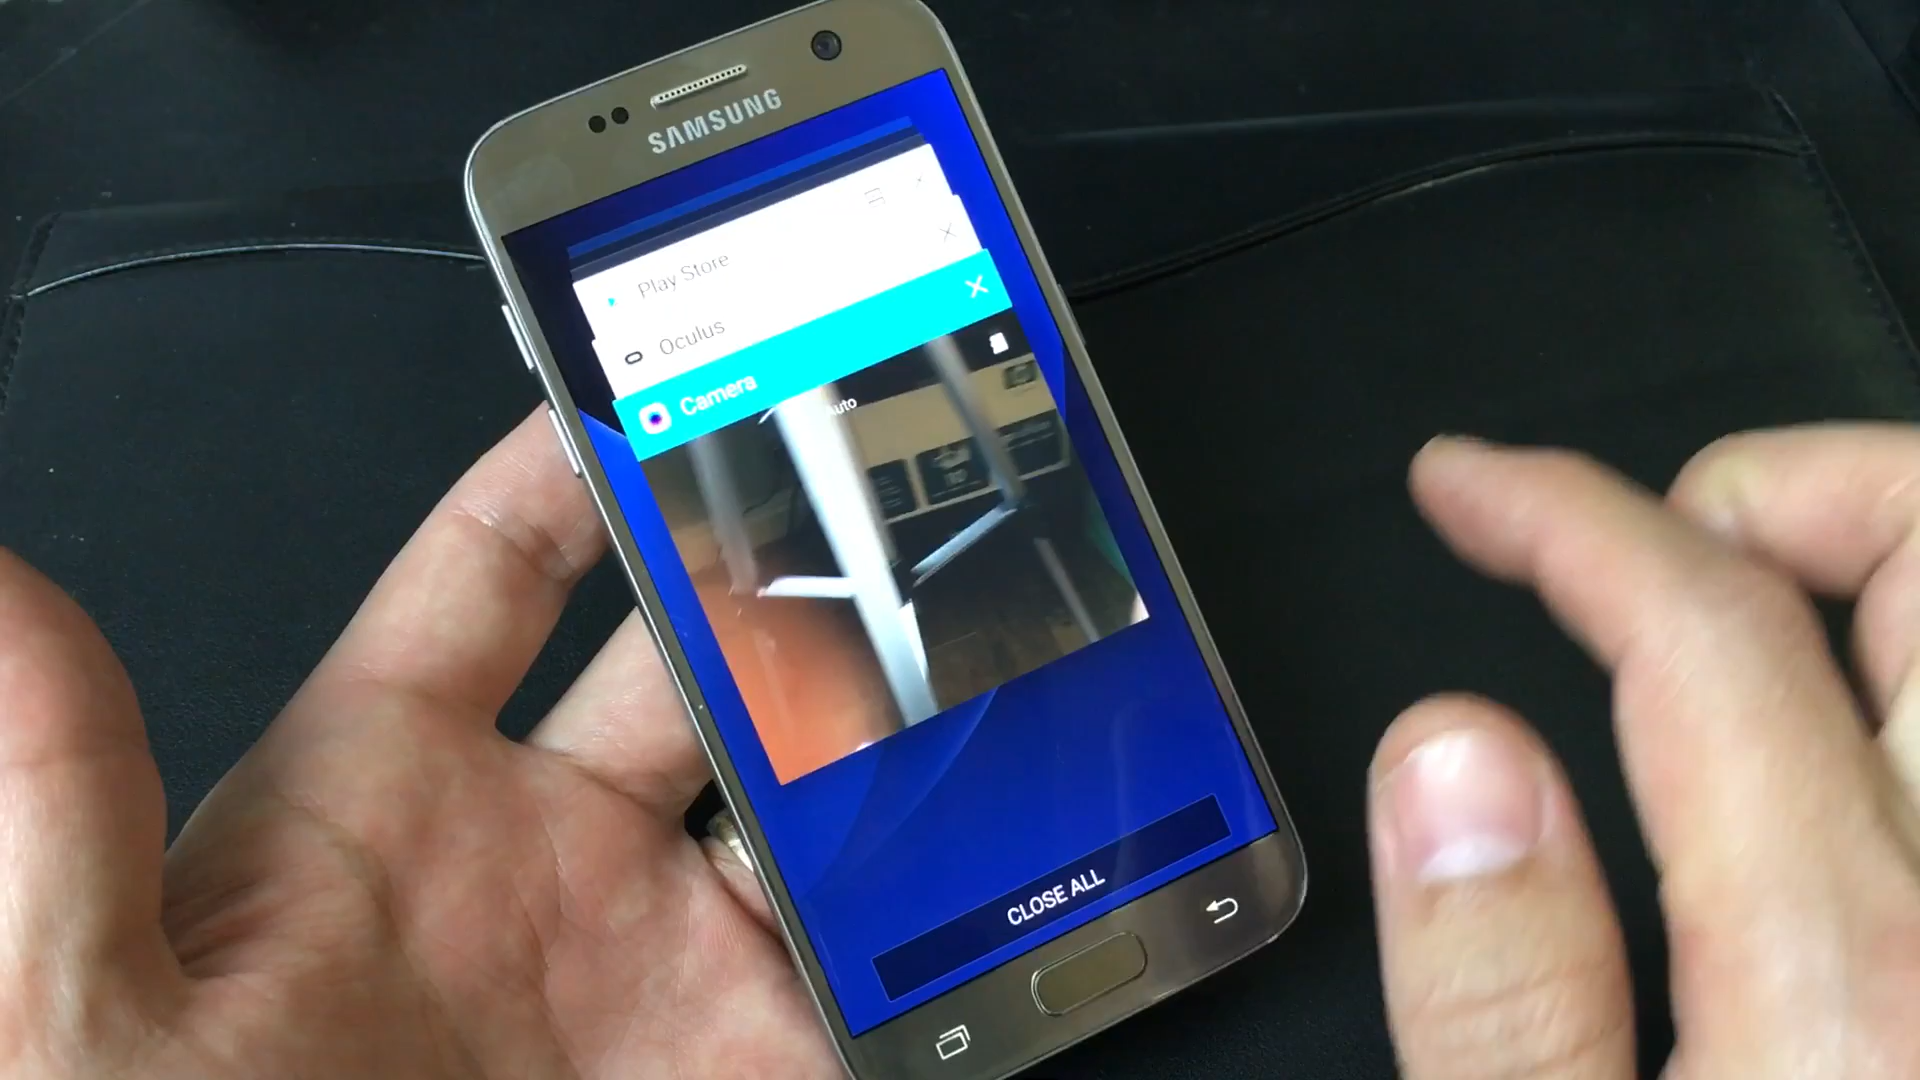 SAMSUNG
Play Store
Oculus
Camera
Auto
CLOSE ALL